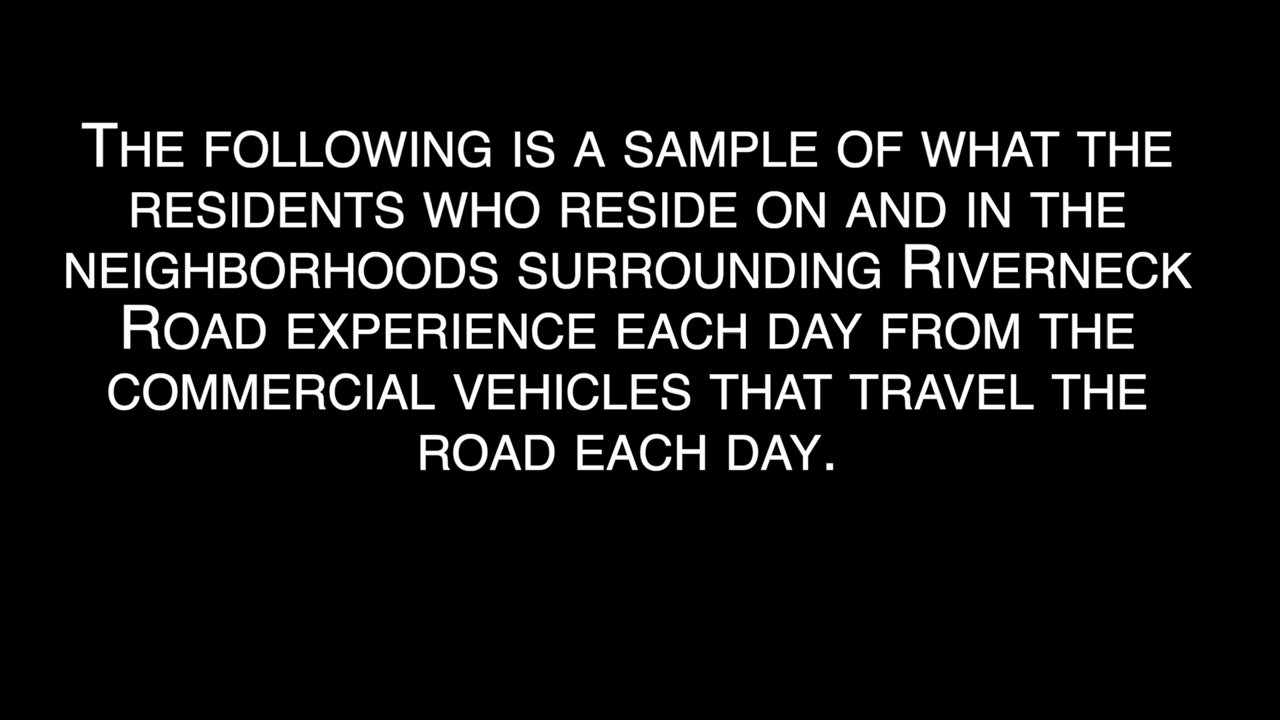 The following is a sample of what the
residents who reside on and in the
neighborhoods surrounding Riverneck
Road experience each day from the
commercial vehicles that travel the
road each day.